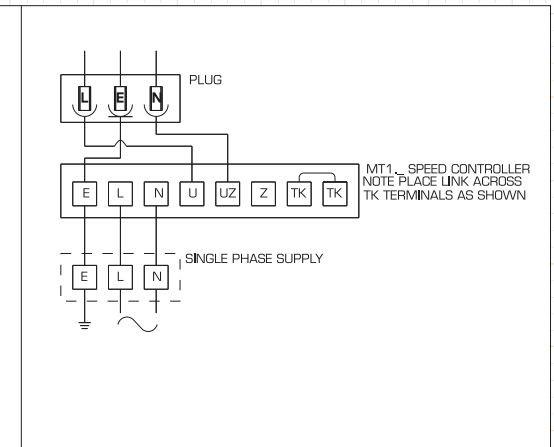 PLUG
L E N
MT1._ SPEED CONTROLLER
NOTE PLACE LINK ACROSS
TK TERMINALS AS SHOWN
E L N U UZ Z TK TK
SINGLE PHASE SUPPLY
E L N